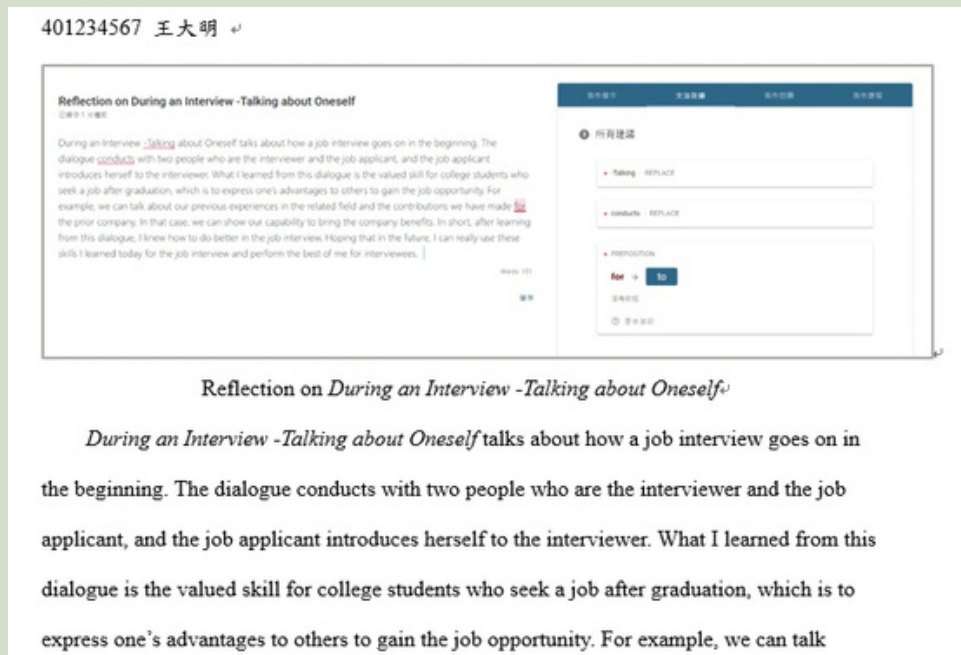 401234567 王大明
Reflection on During an Interview -Talking about Oneself
During an Interview -Talking about Oneself talks about how a job interview goes on in the beginning. The
dialogue conducts with two people who are the interviewer and the job applicant, and the job applicant
introduces herself to the interviewer. What I learned from this dialogue is the valued skill for college students who
seek a job after graduation, which is to express one's advantages to others to gain the job opportunity. For
example, we can talk about our previous experiences in the related field and the contributions we have made for
the prior company. In that case, we can show our capability to bring the company benefits. In short, after learning
from this dialogue, I knew how to do better in the job interview. Hoping that in the future, I can really use these
skills I learned today for the job interview and perform the best of me for interviewees.
Words: 151
所有建議
-Talking · REPLACE
conducts · REPLACE
PREPOSITION
for → to
Reflection on During an Interview -Talking about Oneself
During an Interview -Talking about Oneself talks about how a job interview goes on in
the beginning. The dialogue conducts with two people who are the interviewer and the job
applicant, and the job applicant introduces herself to the interviewer. What I learned from this
dialogue is the valued skill for college students who seek a job after graduation, which is to
express one's advantages to others to gain the job opportunity. For example, we can talk